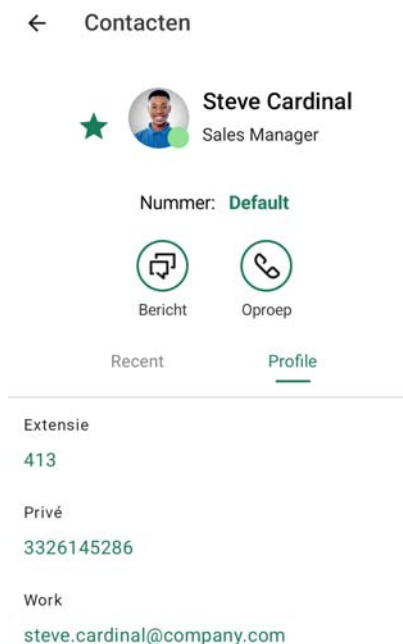 Contacten
Steve Cardinal
Sales Manager
Nummer: Default
Bericht Oproep
Recent Profile
Extensie
413
Privé
3326145286
Work
steve.cardinal@company.com